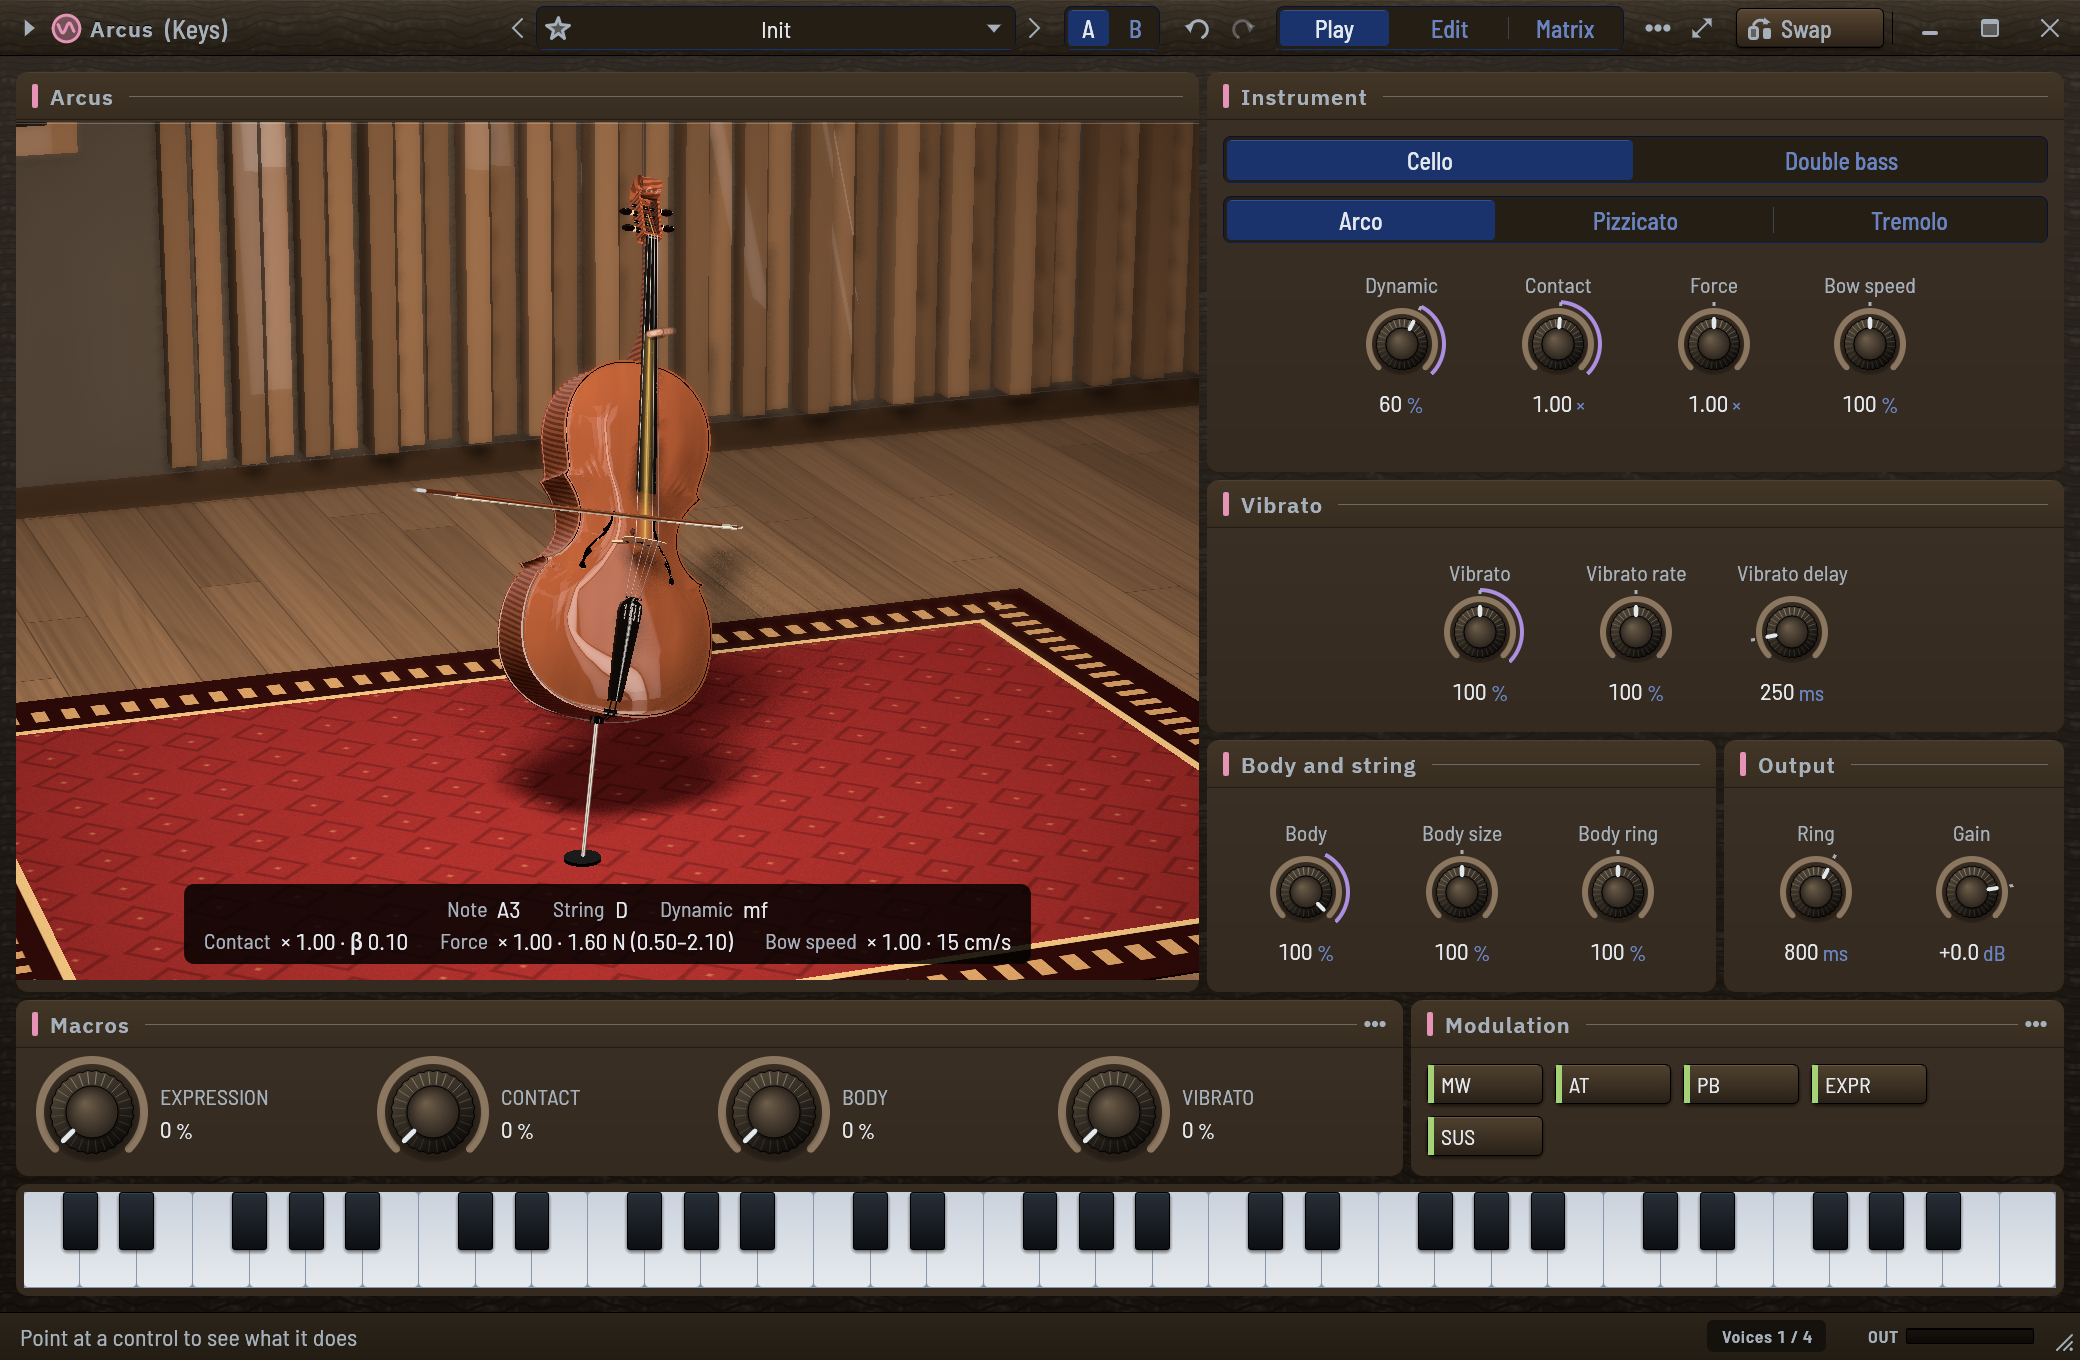 Arcus (Keys)
Init
A B
Play Edit Matrix
Swap
Arcus
Instrument
Cello Double bass
Arco Pizzicato Tremolo
Dynamic Contact Force Bow speed
60 % 1.00 × 1.00 × 100 %
Vibrato
Vibrato Vibrato rate Vibrato delay
100 % 100 % 250 ms
Body and string
Body Body size Body ring
100 % 100 % 100 %
Output
Ring Gain
800 ms +0.0 dB
Note A3 String D Dynamic mf
Contact × 1.00 · β 0.10 Force × 1.00 · 1.60 N (0.50–2.10) Bow speed × 1.00 · 15 cm/s
Macros
EXPRESSION
0 %
CONTACT
0 %
BODY
0 %
VIBRATO
0 %
Modulation
MW AT PB EXPR
SUS
Point at a control to see what it does
Voices 1 / 4
OUT